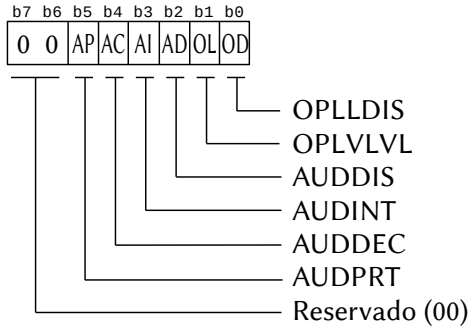 b7 b6 b5 b4 b3 b2 b1 b0
0 0 AP AC AI AD OL OD
OPLLDIS
OPLVLVL
AUDDIS
AUDINT
AUDDEC
AUDPRT
Reservado (00)